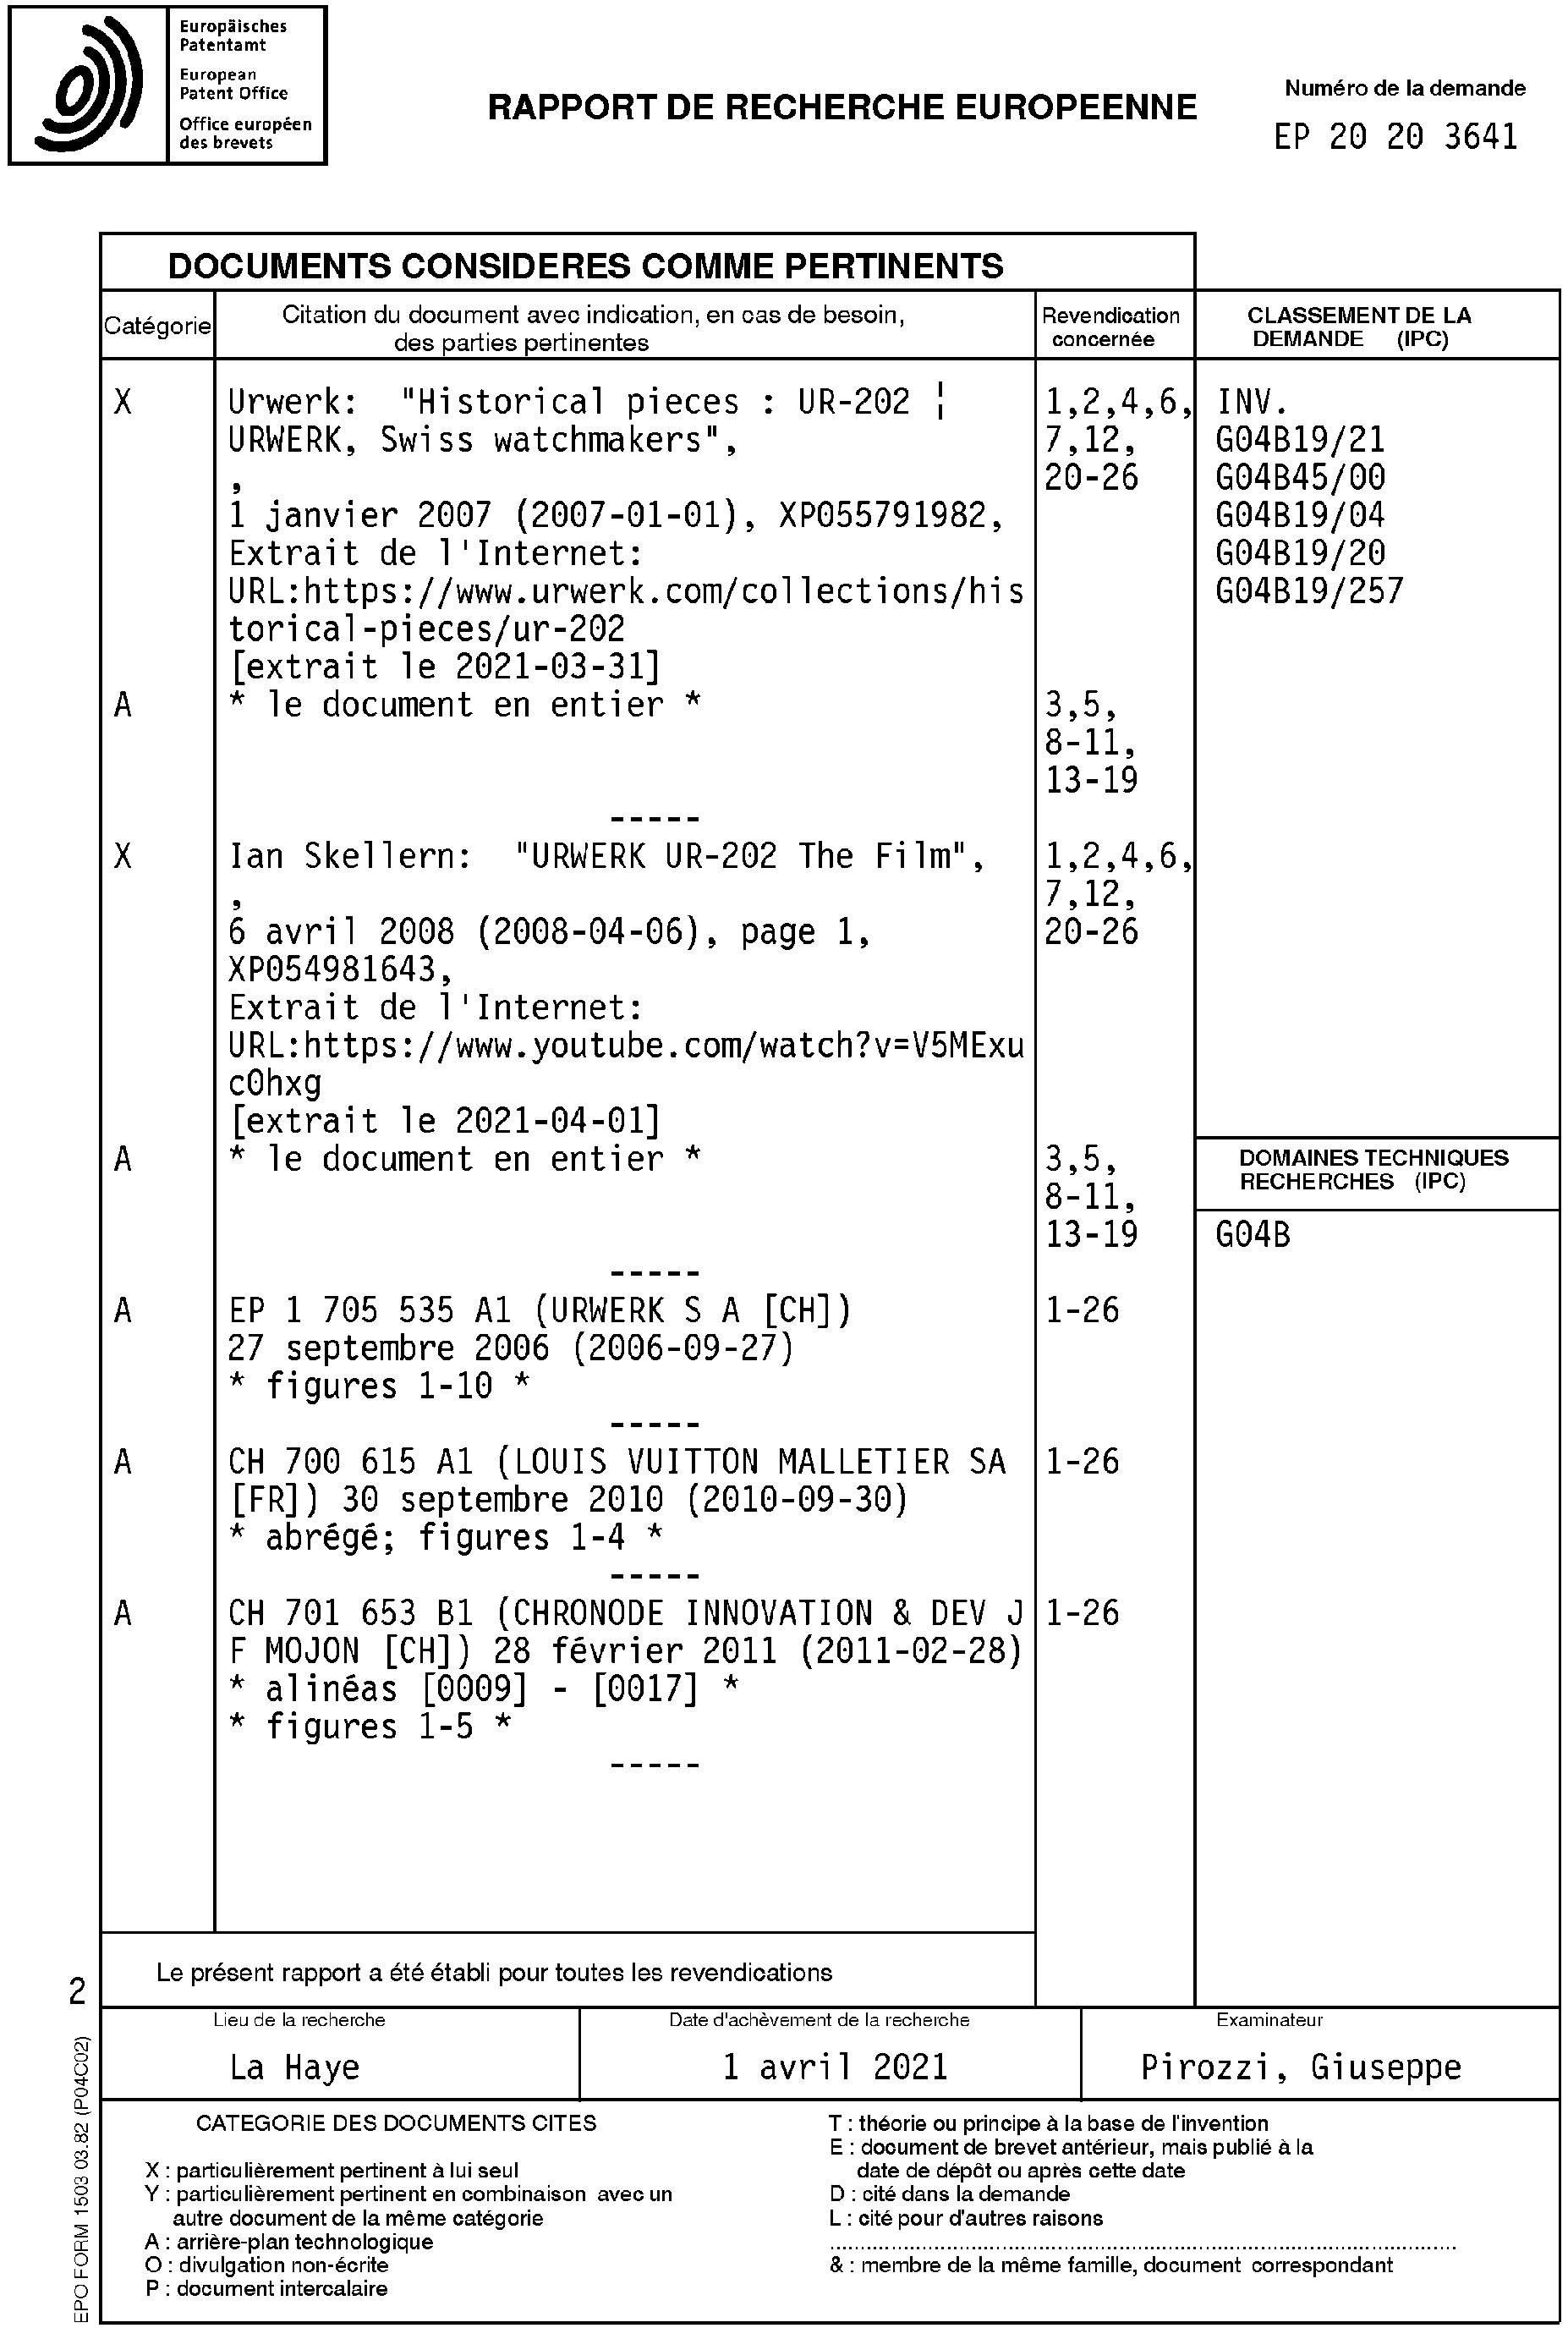 Europäisches
Patentamt
European
Patent Office
Office européen
des brevets
RAPPORT DE RECHERCHE EUROPEENNE
Numéro de la demande
EP 20 20 3641
DOCUMENTS CONSIDERES COMME PERTINENTS
Catégorie
Citation du document avec indication, en cas de besoin,
des parties pertinentes
Revendication
concernée
CLASSEMENT DE LA
DEMANDE (IPC)
X
Urwerk: "Historical pieces : UR-202 ¦
URWERK, Swiss watchmakers",
,
1 janvier 2007 (2007-01-01), XP055791982,
Extrait de l'Internet:
URL:https://www.urwerk.com/collections/his
torical-pieces/ur-202
[extrait le 2021-03-31]
1,2,4,6,
7,12,
20-26
INV.
G04B19/21
G04B45/00
G04B19/04
G04B19/20
G04B19/257
A
* le document en entier *
3,5,
8-11,
13-19
-----
X
Ian Skellern: "URWERK UR-202 The Film",
,
6 avril 2008 (2008-04-06), page 1,
XP054981643,
Extrait de l'Internet:
URL:https://www.youtube.com/watch?v=V5MExu
c0hxg
[extrait le 2021-04-01]
1,2,4,6,
7,12,
20-26
A
* le document en entier *
3,5,
8-11,
13-19
DOMAINES TECHNIQUES
RECHERCHES (IPC)
G04B
-----
A
EP 1 705 535 A1 (URWERK S A [CH])
27 septembre 2006 (2006-09-27)
* figures 1-10 *
1-26
-----
A
CH 700 615 A1 (LOUIS VUITTON MALLETIER SA
[FR]) 30 septembre 2010 (2010-09-30)
* abrégé; figures 1-4 *
1-26
-----
A
CH 701 653 B1 (CHRONODE INNOVATION & DEV J
F MOJON [CH]) 28 février 2011 (2011-02-28)
* alinéas [0009] - [0017] *
* figures 1-5 *
1-26
-----
Le présent rapport a été établi pour toutes les revendications
2
Lieu de la recherche
La Haye
Date d'achèvement de la recherche
1 avril 2021
Examinateur
Pirozzi, Giuseppe
CATEGORIE DES DOCUMENTS CITES
X : particulièrement pertinent à lui seul
Y : particulièrement pertinent en combinaison avec un
autre document de la même catégorie
A : arrière-plan technologique
O : divulgation non-écrite
P : document intercalaire
T : théorie ou principe à la base de l'invention
E : document de brevet antérieur, mais publié à la
date de dépôt ou après cette date
D : cité dans la demande
L : cité pour d'autres raisons
& : membre de la même famille, document correspondant
EPO FORM 1503 03.82 (P04C02)